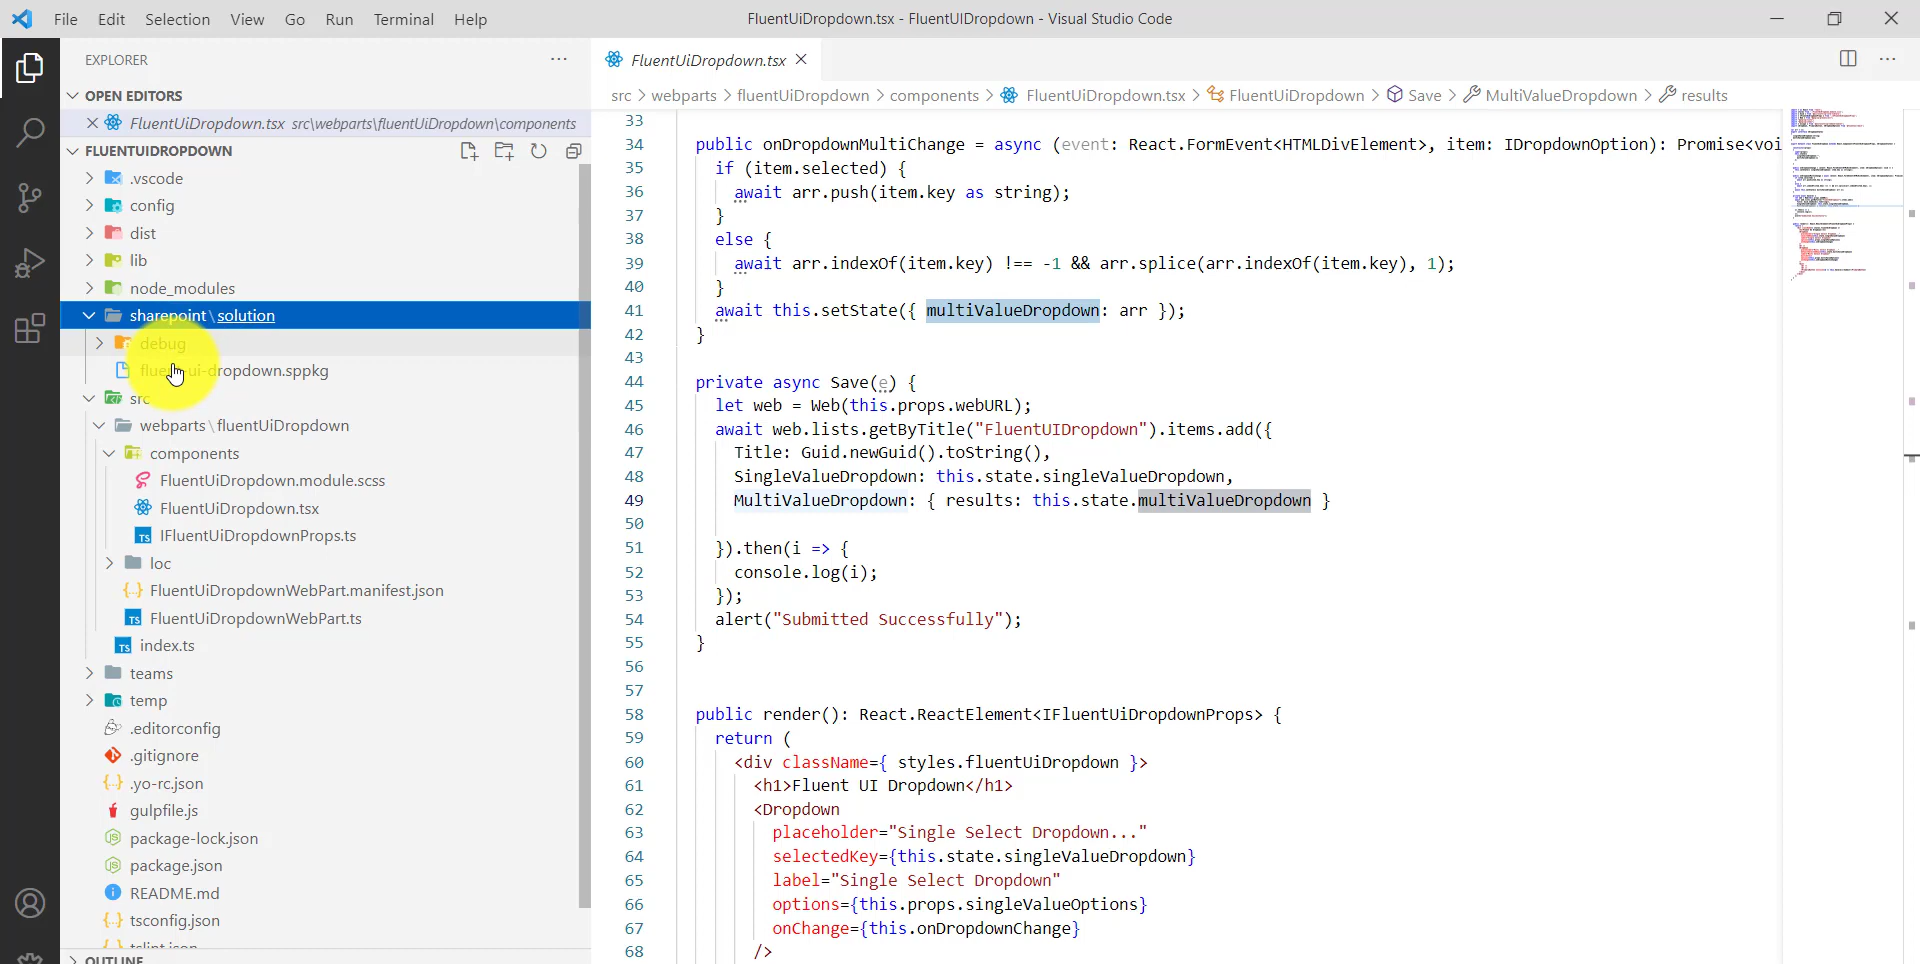 File Edit Selection View Go Run Terminal Help
FluentUiDropdown.tsx - FluentUIDropdown - Visual Studio Code
EXPLORER
OPEN EDITORS
FluentUiDropdown.tsx src\webparts\fluentUiDropdown\components
FLUENTUIDROPDOWN
.vscode
config
dist
lib
node_modules
sharepoint\solution
debug
fluent-ui-dropdown.sppkg
src
webparts\fluentUiDropdown
components
FluentUiDropdown.module.scss
FluentUiDropdown.tsx
IFluentUiDropdownProps.ts
loc
FluentUiDropdownWebPart.manifest.json
FluentUiDropdownWebPart.ts
index.ts
teams
temp
.editorconfig
.gitignore
.yo-rc.json
gulpfile.js
package-lock.json
package.json
README.md
tsconfig.json
tslint.json
OUTLINE
FluentUiDropdown.tsx
src > webparts > fluentUiDropdown > components > FluentUiDropdown.tsx > FluentUiDropdown > Save > MultiValueDropdown > results
33
34 public onDropdownMultiChange = async (event: React.FormEvent<HTMLDivElement>, item: IDropdownOption): Promise<voi
35 if (item.selected) {
36 await arr.push(item.key as string);
37 }
38 else {
39 await arr.indexOf(item.key) !== -1 && arr.splice(arr.indexOf(item.key), 1);
40 }
41 await this.setState({ multiValueDropdown: arr });
42 }
43
44 private async Save(e) {
45 let web = Web(this.props.webURL);
46 await web.lists.getByTitle("FluentUIDropdown").items.add({
47 Title: Guid.newGuid().toString(),
48 SingleValueDropdown: this.state.singleValueDropdown,
49 MultiValueDropdown: { results: this.state.multiValueDropdown }
50
51 }).then(i => {
52 console.log(i);
53 });
54 alert("Submitted Successfully");
55 }
56
57
58 public render(): React.ReactElement<IFluentUiDropdownProps> {
59 return (
60 <div className={ styles.fluentUiDropdown }>
61 <h1>Fluent UI Dropdown</h1>
62 <Dropdown
63 placeholder="Single Select Dropdown..."
64 selectedKey={this.state.singleValueDropdown}
65 label="Single Select Dropdown"
66 options={this.props.singleValueOptions}
67 onChange={this.onDropdownChange}
68 />